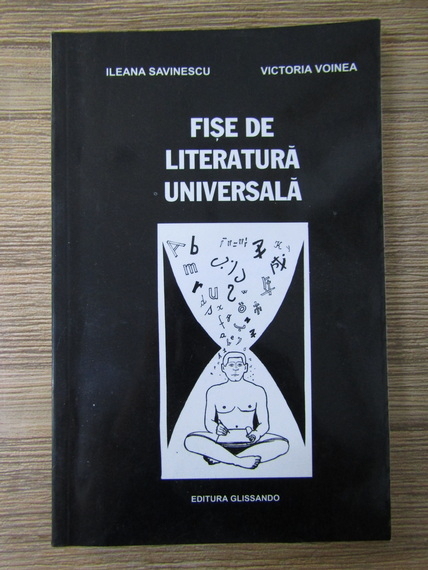 ILEANA SAVINESCU VICTORIA VOINEA
FIȘE DE
LITERATURĂ
UNIVERSALĂ
EDITURA GLISSANDO